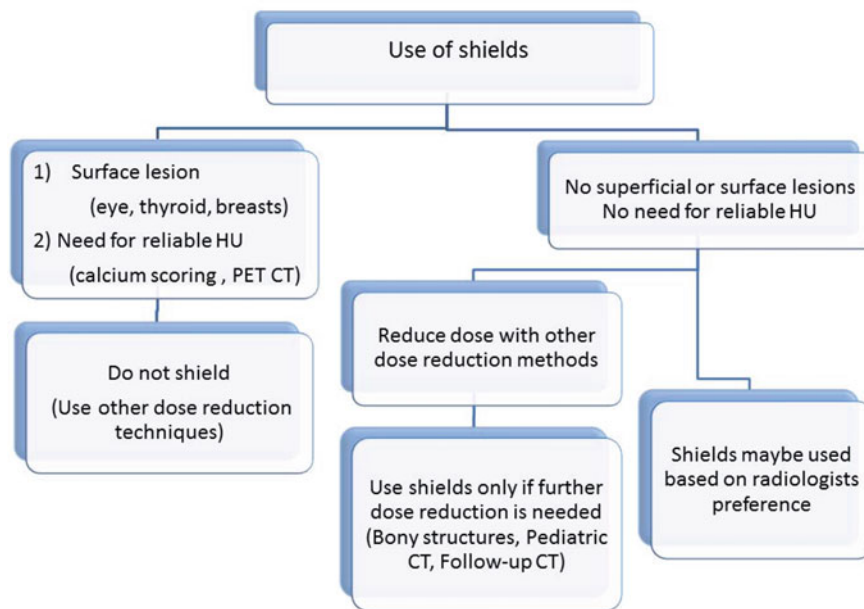 Use of shields
1) Surface lesion
(eye, thyroid, breasts)
2) Need for reliable HU
(calcium scoring , PET CT)
No superficial or surface lesions
No need for reliable HU
Do not shield
(Use other dose reduction
techniques)
Reduce dose with other
dose reduction methods
Use shields only if further
dose reduction is needed
(Bony structures, Pediatric
CT, Follow-up CT)
Shields maybe used
based on radiologists
preference